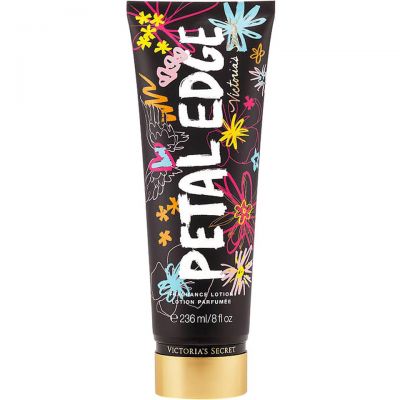 PETAL EDGE
Victoria's
FRAGRANCE LOTION
LOTION PARFUMÉE
℮ 236 ml/8 fl oz
VICTORIA'S SECRET